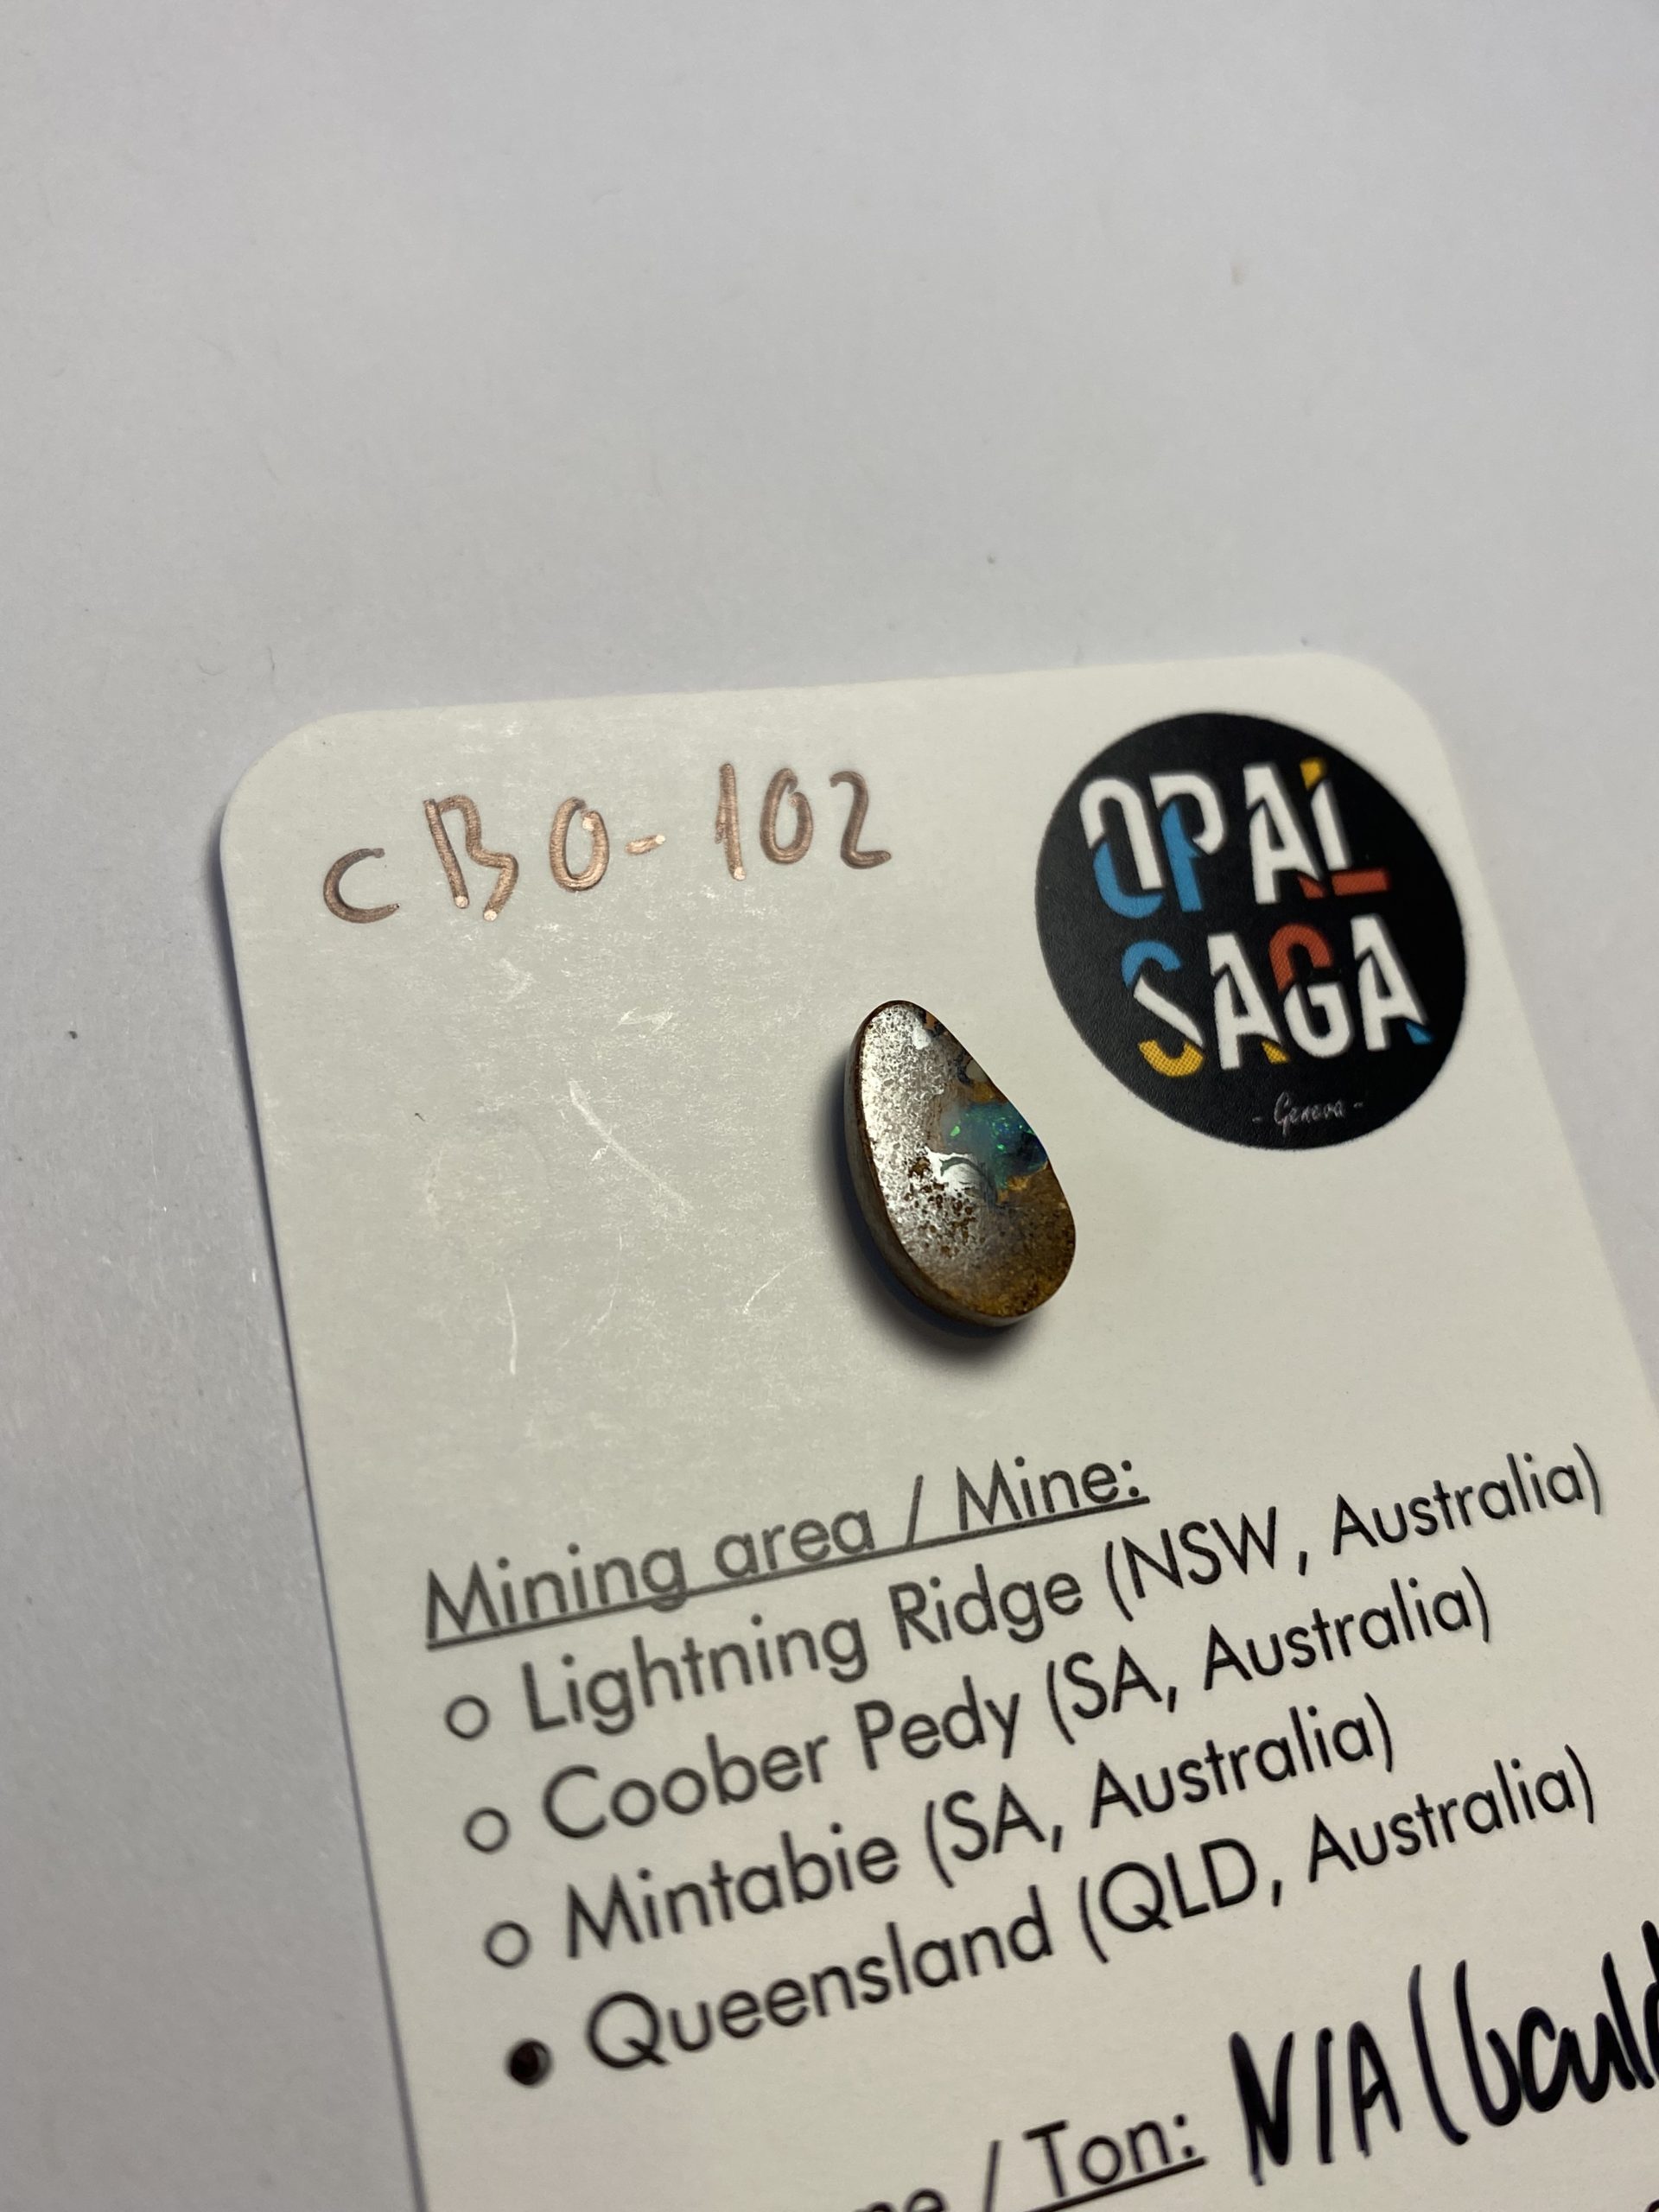 CBO-102
OPAL
SAGA
- Geneva -
Mining area / Mine:
○ Lightning Ridge (NSW, Australia)
○ Coober Pedy (SA, Australia)
○ Mintabie (SA, Australia)
● Queensland (QLD, Australia)
/ Ton: N/A (